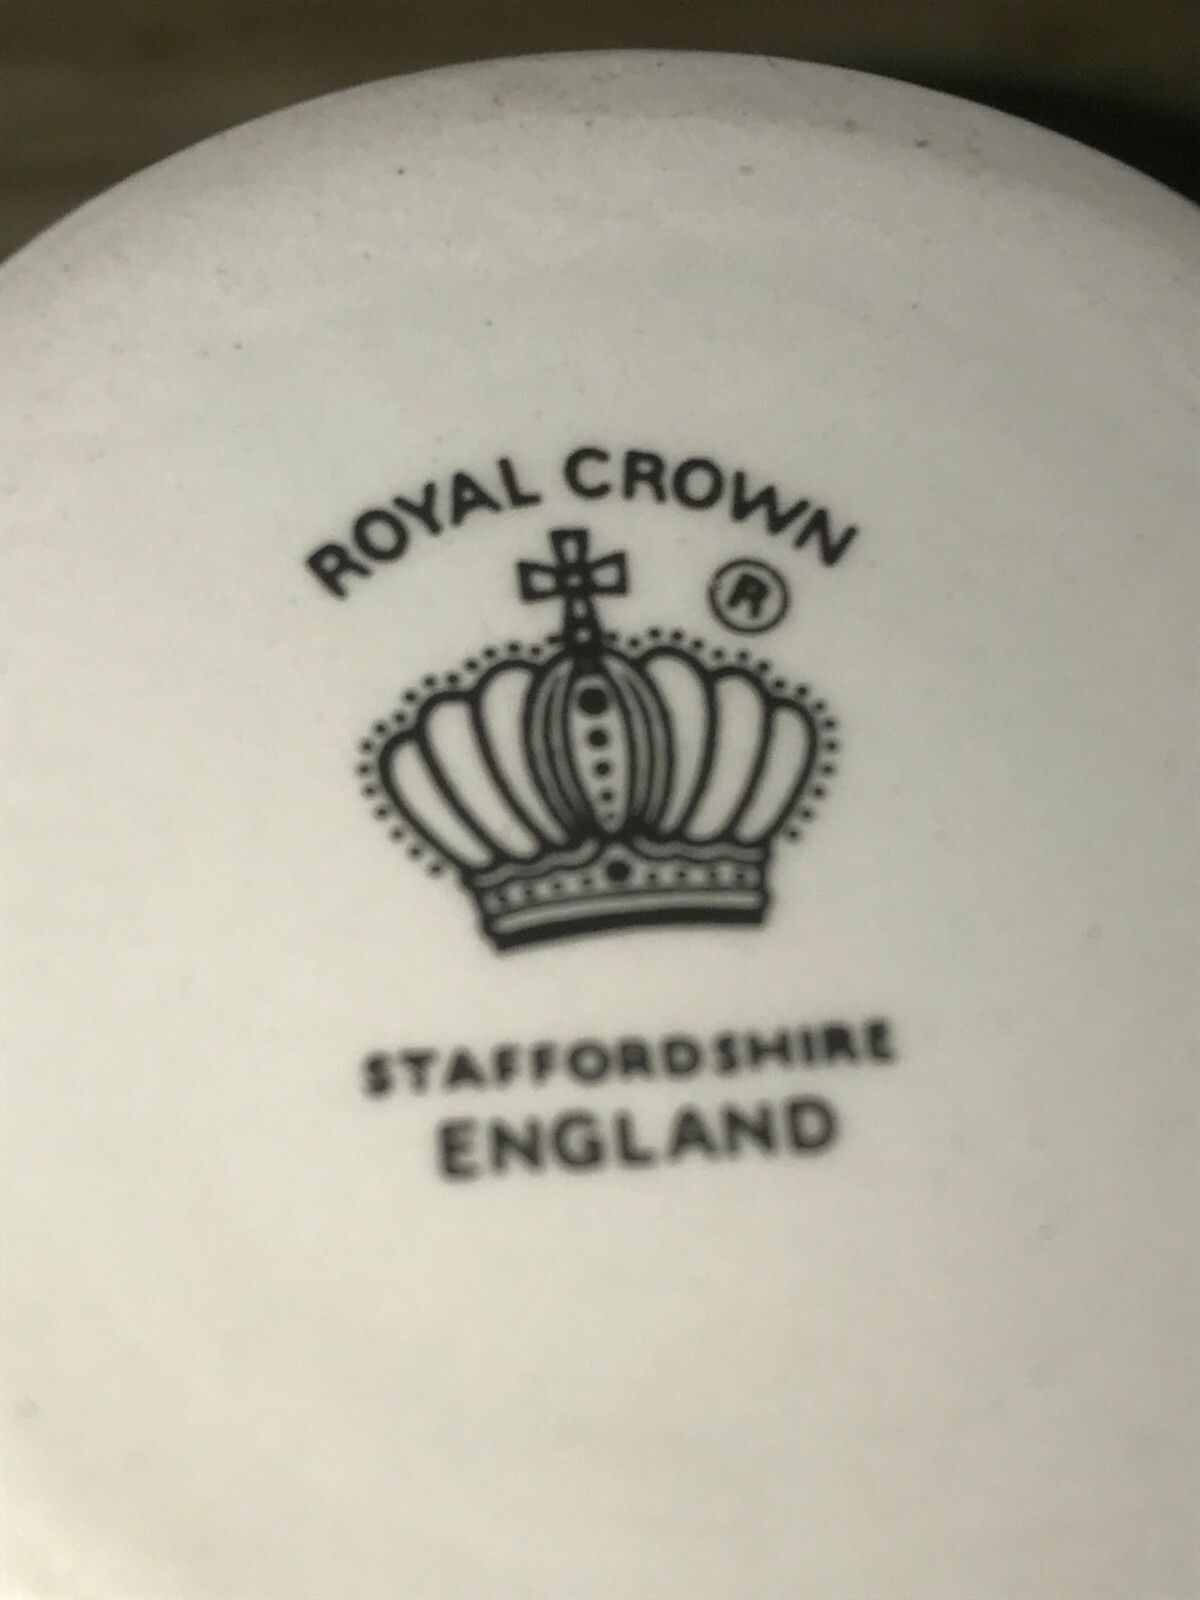 ROYAL CROWN
®
STAFFORDSHIRE
ENGLAND